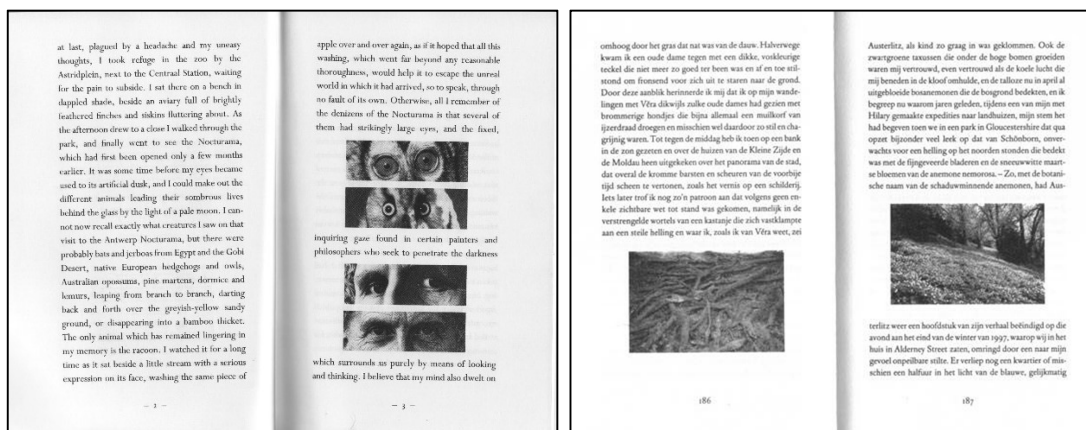 at last, plagued by a headache and my uneasy
thoughts, I took refuge in the zoo by the
Astridplein, next to the Centraal Station, waiting
for the pain to subside. I sat there on a bench in
dappled shade, beside an aviary full of brightly
feathered finches and siskins fluttering about. As
the afternoon drew to a close I walked through the
park, and finally went to see the Nocturama,
which had first been opened only a few months
earlier. It was some time before my eyes became
used to its artificial dusk, and I could make out the
different animals leading their sombrous lives
behind the glass by the light of a pale moon. I can-
not now recall exactly what creatures I saw on that
visit to the Antwerp Nocturama, but there were
probably bats and jerboas from Egypt and the Gobi
Desert, native European hedgehogs and owls,
Australian opossums, pine martens, dormice and
lemurs, leaping from branch to branch, darting
back and forth over the greyish-yellow sandy
ground, or disappearing into a bamboo thicket.
The only animal which has remained lingering in
my memory is the racoon. I watched it for a long
time as it sat beside a little stream with a serious
expression on its face, washing the same piece of
apple over and over again, as if it hoped that all this
washing, which went far beyond any reasonable
thoroughness, would help it to escape the unreal
world in which it had arrived, so to speak, through
no fault of its own. Otherwise, all I remember of
the denizens of the Nocturama is that several of
them had strikingly large eyes, and the fixed,
inquiring gaze found in certain painters and
philosophers who seek to penetrate the darkness
which surrounds us purely by means of looking
and thinking. I believe that my mind also dwelt on
– 3 –
omhoog door het gras dat nat was van de dauw. Halverwege
kwam ik een oude dame tegen met een dikke, voskleurige
teckel die niet meer zo goed ter been was en af en toe stil-
stond om fronsend voor zich uit te staren naar de grond.
Door deze aanblik herinnerde ik mij dat ik op mijn wande-
lingen met Věra dikwijls zulke oude dames had gezien met
brommerige hondjes die bijna allemaal een muilkorf van
ijzerdraad droegen en misschien wel daardoor zo stil en cha-
grijnig waren. Tot tegen de middag heb ik toen op een bank
in de zon gezeten en over de huizen van de Kleine Zijde en
de Moldau heen uitgekeken over het panorama van de stad,
dat overal de kromme barsten en scheuren van de voorbije
tijd scheen te vertonen, zoals het vernis op een schilderij.
Iets later trof ik nog zo'n patroon aan dat volgens geen en-
kele zichtbare wet tot stand was gekomen, namelijk in de
verstrengelde wortels van een kastanje die zich vastklampte
aan een steile helling en waar ik, zoals ik van Věra weet, zei
186
Austerlitz, als kind zo graag in was geklommen. Ook de
zwartgroene taxussen die onder de hoge bomen groeiden
waren mij vertrouwd, even vertrouwd als de koele lucht die
mij beneden in de kloof omhulde, en de talloze nu in april al
uitgebloeide bosanemonen die de bosgrond bedekten, en ik
begreep nu waarom jaren geleden, tijdens een van mijn met
Hilary gemaakte expedities naar landhuizen, mijn stem het
had begeven toen we in een park in Gloucestershire dat qua
opzet bijzonder veel leek op dat van Schönborn, onver-
wachts voor een helling op het noorden stonden die bedekt
was met de fijngeveerde bladeren en de sneeuwwitte maart-
se bloemen van de anemone nemorosa. – Zo, met de botani-
sche naam van de schaduwminnende anemonen, had Aus-
terlitz weer een hoofdstuk van zijn verhaal beëindigd op die
avond aan het eind van de winter van 1997, waarop wij in het
huis in Alderney Street zaten, omringd door een naar mijn
gevoel onpeilbare stilte. Er verliep nog een kwartier of mis-
schien een halfuur in het licht van de blauwe, gelijkmatig
187